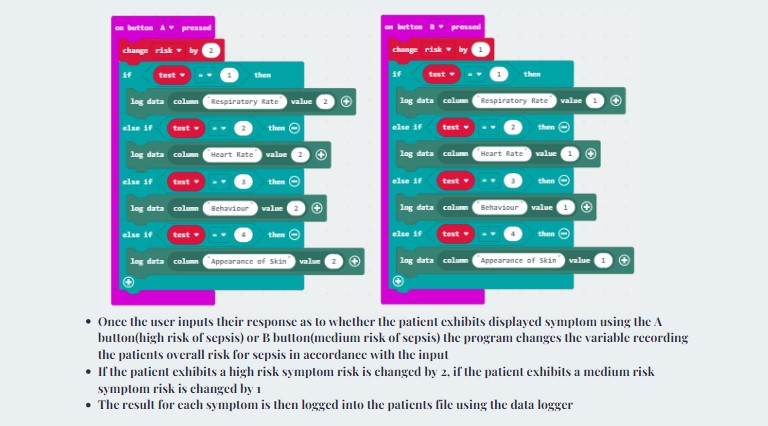 on button A ▾ pressed
change risk ▾ by 2
if test ▾ = ▾ 1 then
log data column "Respiratory Rate" value 2
else if test ▾ = ▾ 2 then
log data column "Heart Rate" value 2
else if test ▾ = ▾ 3 then
log data column "Behaviour" value 2
else if test ▾ = ▾ 4 then
log data column "Appearance of Skin" value 2
on button B ▾ pressed
change risk ▾ by 1
if test ▾ = ▾ 1 then
log data column "Respiratory Rate" value 1
else if test ▾ = ▾ 2 then
log data column "Heart Rate" value 1
else if test ▾ = ▾ 3 then
log data column "Behaviour" value 1
else if test ▾ = ▾ 4 then
log data column "Appearance of Skin" value 1
• Once the user inputs their response as to whether the patient exhibits displayed symptom using the A
button(high risk of sepsis) or B button(medium risk of sepsis) the program changes the variable recording
the patients overall risk for sepsis in accordance with the input
• If the patient exhibits a high risk symptom risk is changed by 2, if the patient exhibits a medium risk
symptom risk is changed by 1
• The result for each symptom is then logged into the patients file using the data logger